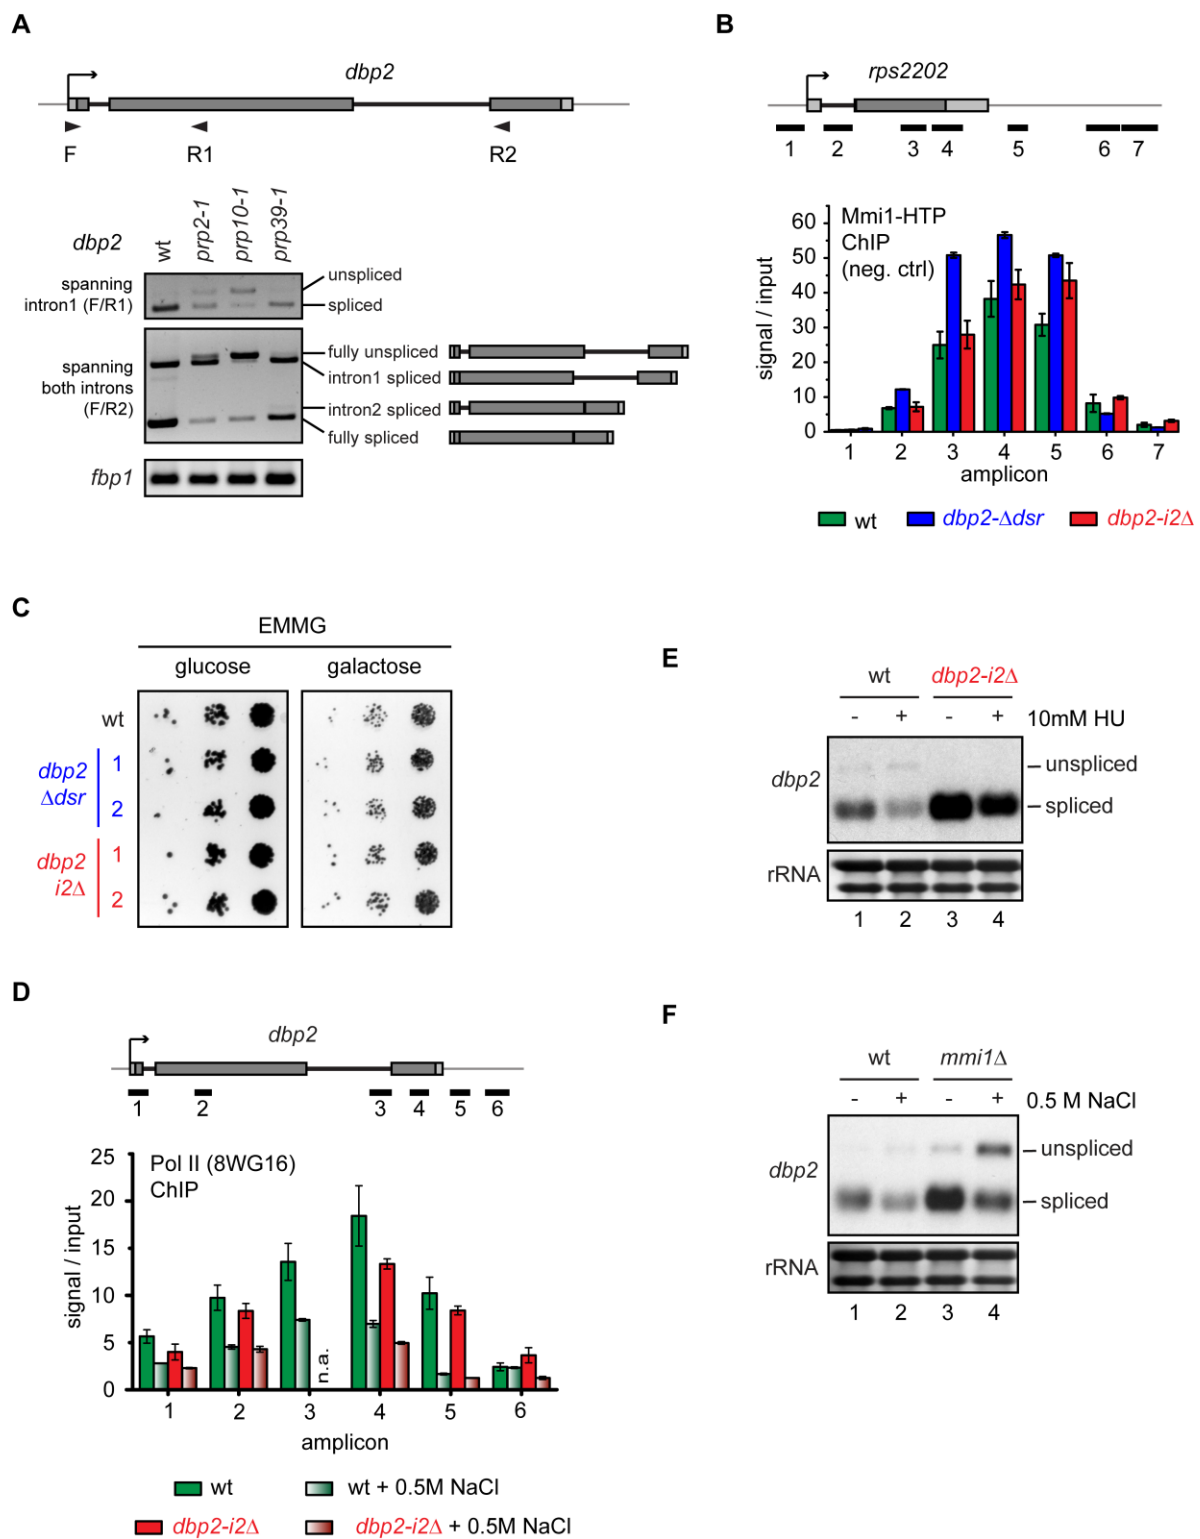 A
dbp2
F
R1
R2
dbp2
wt
prp2-1
prp10-1
prp39-1
spanning
intron1 (F/R1)
unspliced
spliced
spanning
both introns
(F/R2)
fully unspliced
intron1 spliced
intron2 spliced
fully spliced
fbp1
B
rps2202
1 2 3 4 5 6 7
Mmi1-HTP
ChIP
(neg. ctrl)
signal / input
60
50
40
30
20
10
0
1 2 3 4 5 6 7
amplicon
wt dbp2-Δdsr dbp2-i2Δ
C
EMMG
glucose galactose
wt
dbp2
Δdsr
1
2
dbp2
i2Δ
1
2
D
dbp2
1 2 3 4 5 6
Pol II (8WG16)
ChIP
signal / input
25
20
15
10
5
0
n.a.
1 2 3 4 5 6
amplicon
wt wt + 0.5M NaCl
dbp2-i2Δ dbp2-i2Δ + 0.5M NaCl
E
wt dbp2-i2Δ
- + - + 10mM HU
dbp2
unspliced
spliced
rRNA
1 2 3 4
F
wt mmi1Δ
- + - + 0.5 M NaCl
dbp2
unspliced
spliced
rRNA
1 2 3 4